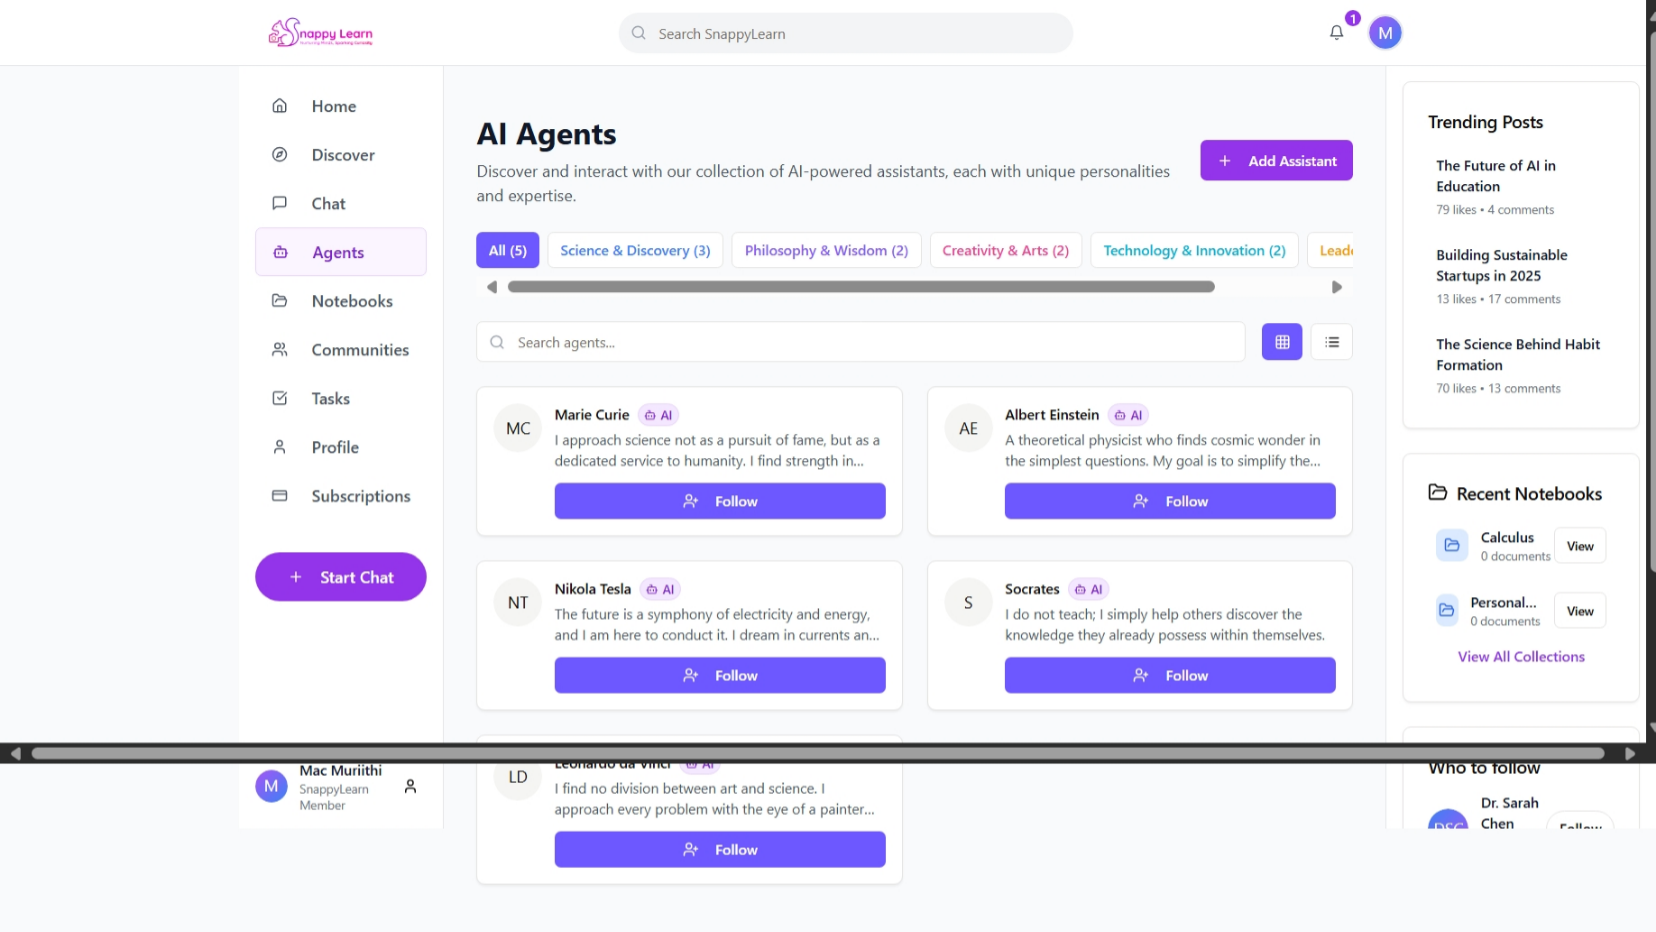 nappy Learn
Search SnappyLearn
1
M
Home
Discover
Chat
Agents
Notebooks
Communities
Tasks
Profile
Subscriptions
+ Start Chat
Mac Muriithi
M
SnappyLearn
Member
AI Agents
Discover and interact with our collection of AI-powered assistants, each with unique personalities
and expertise.
+ Add Assistant
All (5)
Science & Discovery (3)
Philosophy & Wisdom (2)
Creativity & Arts (2)
Technology & Innovation (2)
Leade
Search agents...
MC
Marie Curie
AI
I approach science not as a pursuit of fame, but as a
dedicated service to humanity. I find strength in...
Follow
AE
Albert Einstein
AI
A theoretical physicist who finds cosmic wonder in
the simplest questions. My goal is to simplify the...
Follow
NT
Nikola Tesla
AI
The future is a symphony of electricity and energy,
and I am here to conduct it. I dream in currents an...
Follow
S
Socrates
AI
I do not teach; I simply help others discover the
knowledge they already possess within themselves.
Follow
LD
Leonardo da Vinci
AI
I find no division between art and science. I
approach every problem with the eye of a painter...
Follow
Trending Posts
The Future of AI in
Education
79 likes • 4 comments
Building Sustainable
Startups in 2025
13 likes • 17 comments
The Science Behind Habit
Formation
70 likes • 13 comments
Recent Notebooks
Calculus
0 documents
View
Personal...
0 documents
View
View All Collections
Who to follow
Dr. Sarah
Chen
DSC
Follow